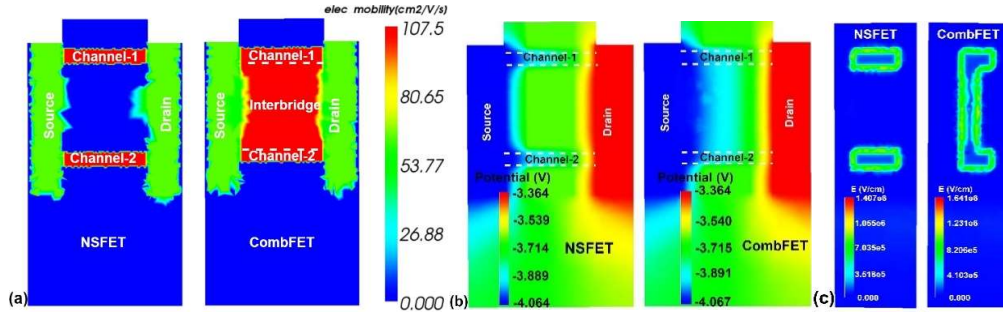 elec mobility(cm2/V/s)
107.5
80.65
53.77
26.88
0.000
Channel-1
Source
Drain
Channel-2
NSFET
Channel-1
Interbridge
Source
Drain
Channel-2
CombFET
(a)
Channel-1
Source
Drain
Channel-2
Potential (V)
-3.364
-3.539
-3.714
-3.889
-4.064
NSFET
Channel-1
Source
Drain
Channel-2
Potential (V)
-3.364
-3.540
-3.715
-3.891
-4.067
CombFET
(b)
NSFET
CombFET
E (V/cm)
1.407e6
1.055e6
7.035e5
3.518e5
0.000
E (V/cm)
1.641e6
1.231e6
8.206e5
4.103e5
0.000
(c)